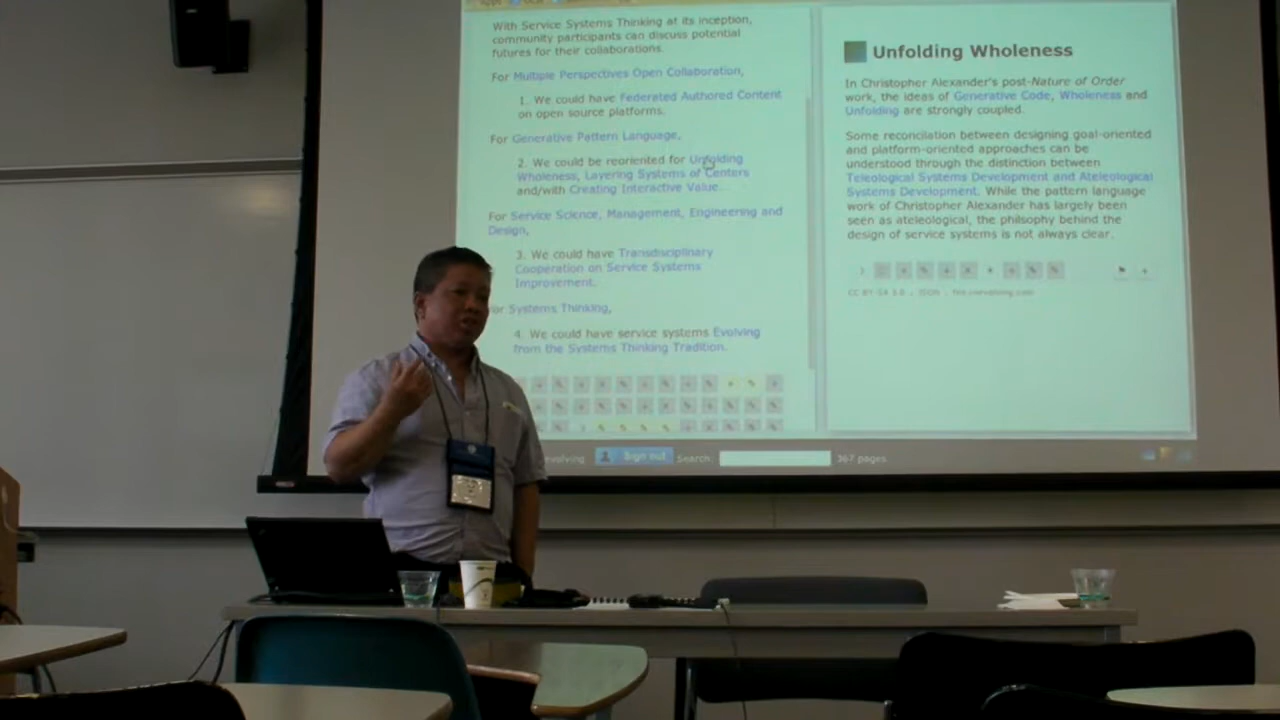 With Service Systems Thinking at its inception,
community participants can discuss potential
futures for their collaborations.
For Multiple Perspectives Open Collaboration,
1. We could have Federated Authored Content
on open source platforms.
For Generative Pattern Language,
2. We could be reoriented for Unfolding
Wholeness, Layering Systems of Centers
and/with Creating Interactive Value.
For Service Science, Management, Engineering and
Design,
3. We could have Transdisciplinary
Cooperation on Service Systems
Improvement.
For Systems Thinking,
4. We could have service systems Evolving
from the Systems Thinking Tradition.
Sign out Search: 367 pages
Unfolding Wholeness
In Christopher Alexander's post-Nature of Order
work, the ideas of Generative Code, Wholeness and
Unfolding are strongly coupled.
Some reconcilation between designing goal-oriented
and platform-oriented approaches can be
understood through the distinction between
Teleological Systems Development and Ateleological
Systems Development. While the pattern language
work of Christopher Alexander has largely been
seen as ateleological, the philsophy behind the
design of service systems is not always clear.
CC BY-SA 3.0 . JSON .